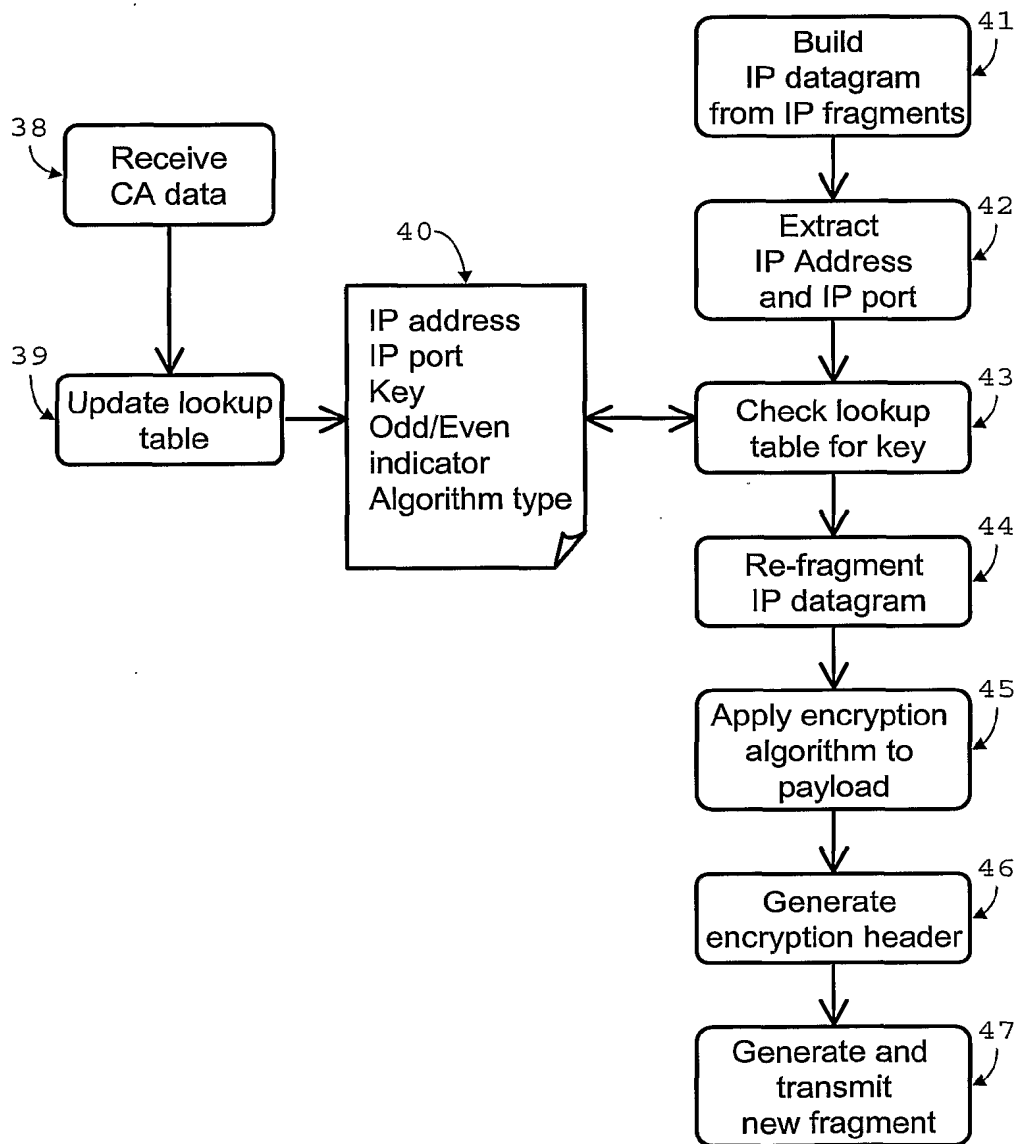 38
Receive
CA data
39
Update lookup
table
40
IP address
IP port
Key
Odd/Even
indicator
Algorithm type
41
Build
IP datagram
from IP fragments
42
Extract
IP Address
and IP port
43
Check lookup
table for key
44
Re-fragment
IP datagram
45
Apply encryption
algorithm to
payload
46
Generate
encryption header
47
Generate and
transmit
new fragment